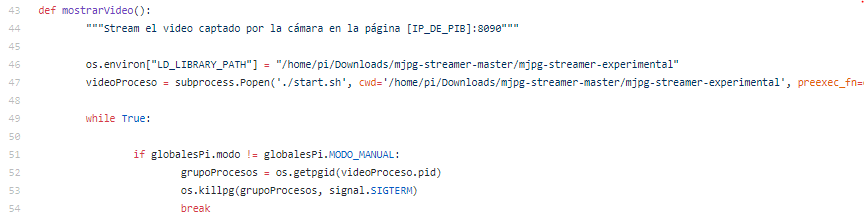 43 def mostrarVideo():
44 """Stream el video captado por la cámara en la página [IP_DE_PIB]:8090"""
45
46 os.environ["LD_LIBRARY_PATH"] = "/home/pi/Downloads/mjpg-streamer-master/mjpg-streamer-experimental"
47 videoProceso = subprocess.Popen('./start.sh', cwd='/home/pi/Downloads/mjpg-streamer-master/mjpg-streamer-experimental', preexec_fn=
48
49 while True:
50
51 if globalesPi.modo != globalesPi.MODO_MANUAL:
52 grupoProcesos = os.getpgid(videoProceso.pid)
53 os.killpg(grupoProcesos, signal.SIGTERM)
54 break